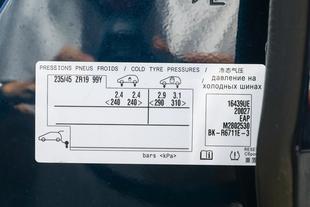 PRESSIONS PNEUS FROIDS / COLD TYRE PRESSURES /
冷态气压
давление на
холодных шинах
235/45 ZR19 99Y
2.4 2.4 2.9 3.1
<240 240> <290 310>
16439UE
20027
EAP
M2802530
BK-R6711E-3
bars <kPa>